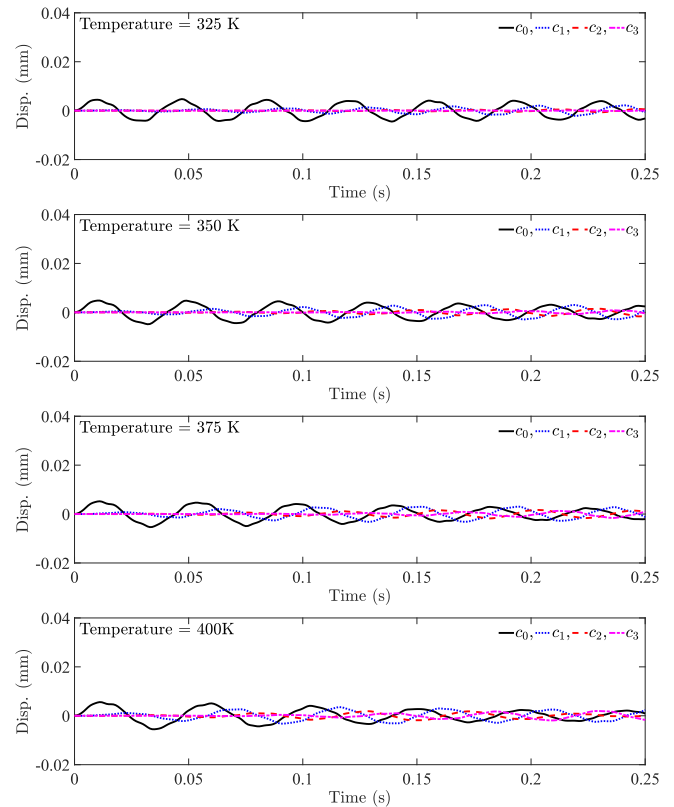 0.04
Temperature = 325 K
c0, c1, c2, c3
0.02
0
-0.02
Disp. (mm)
0 0.05 0.1 0.15 0.2 0.25
Time (s)
0.04
Temperature = 350 K
c0, c1, c2, c3
0.02
0
-0.02
Disp. (mm)
0 0.05 0.1 0.15 0.2 0.25
Time (s)
0.04
Temperature = 375 K
c0, c1, c2, c3
0.02
0
-0.02
Disp. (mm)
0 0.05 0.1 0.15 0.2 0.25
Time (s)
0.04
Temperature = 400K
c0, c1, c2, c3
0.02
0
-0.02
Disp. (mm)
0 0.05 0.1 0.15 0.2 0.25
Time (s)